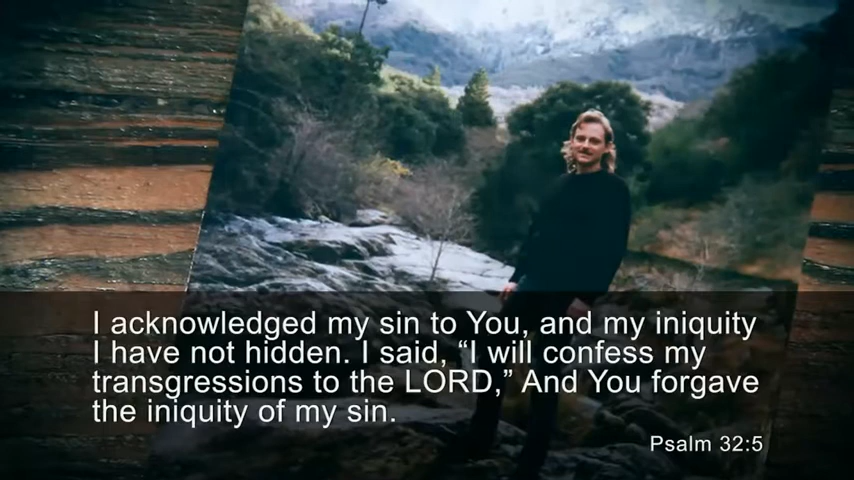 I acknowledged my sin to You, and my iniquity
I have not hidden. I said, “I will confess my
transgressions to the LORD,” And You forgave
the iniquity of my sin.
Psalm 32:5